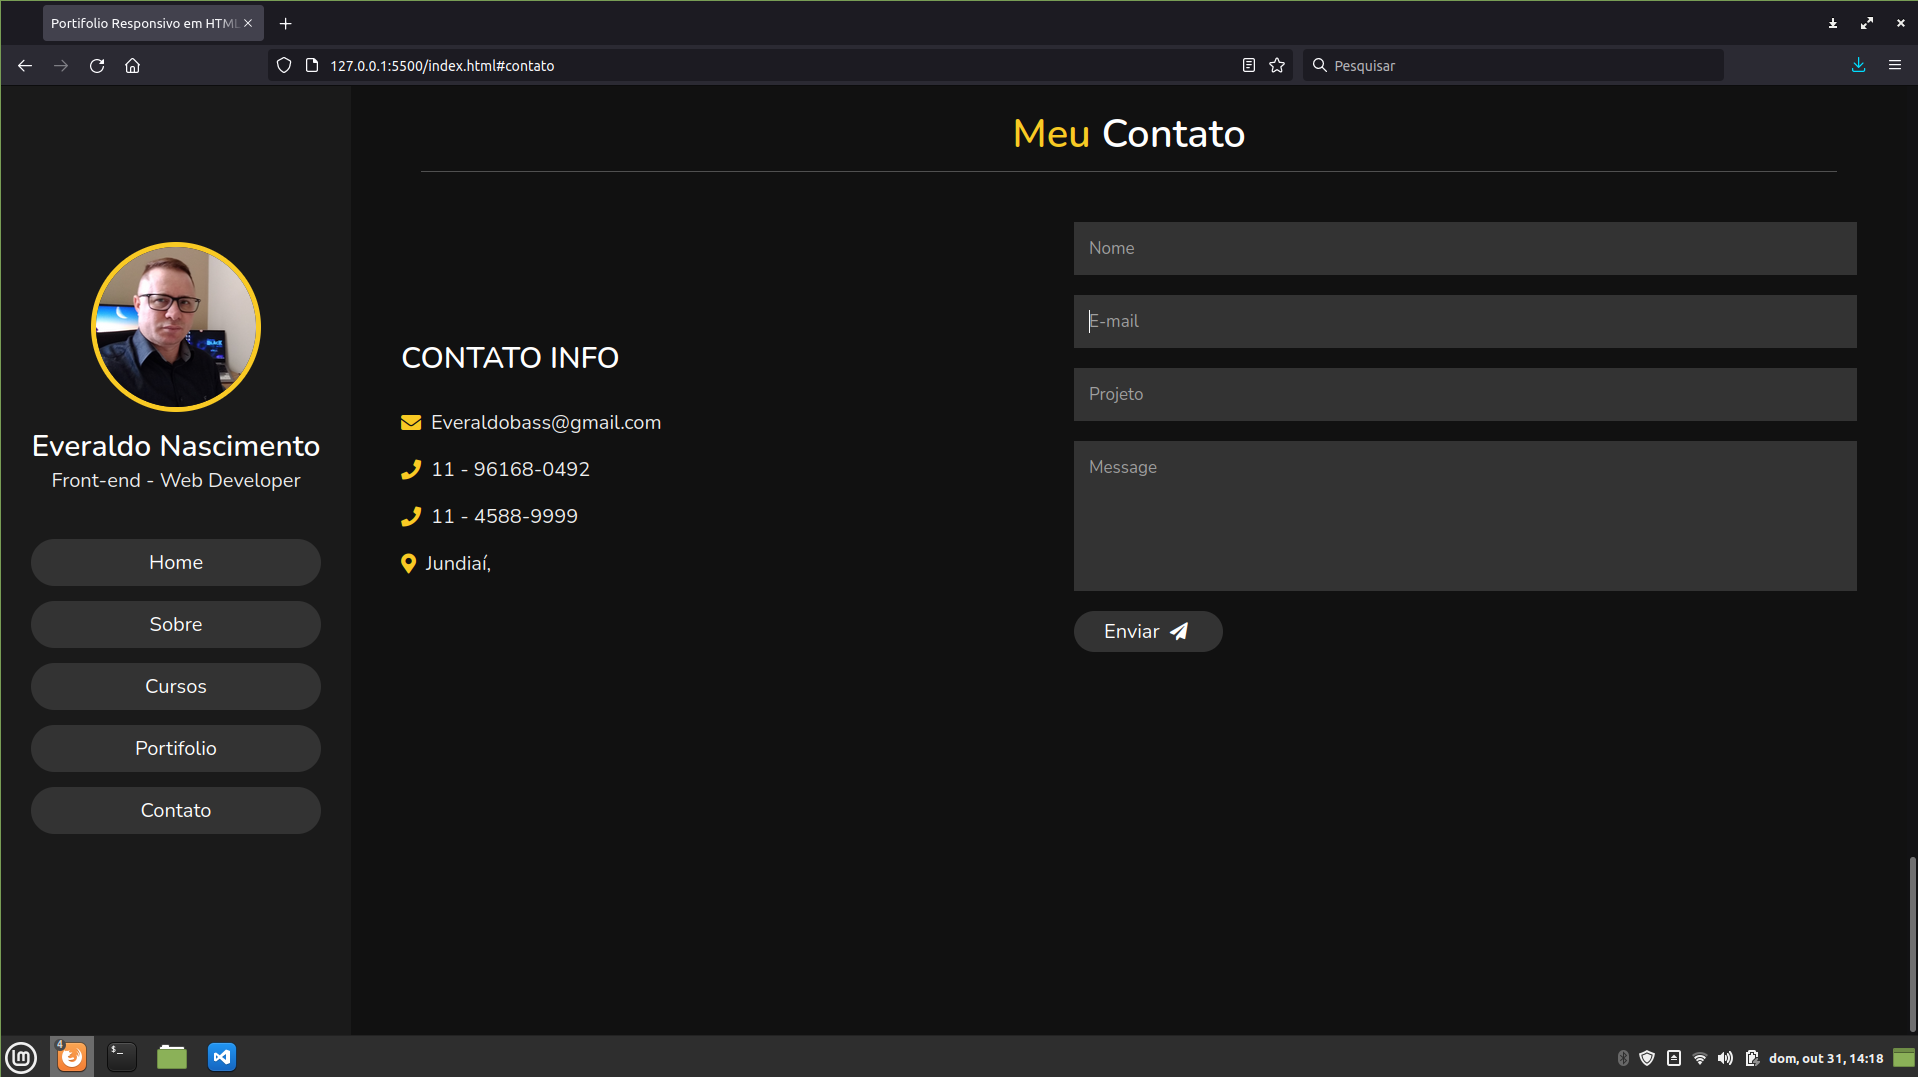 Portifolio Responsivo em HTML
127.0.0.1:5500/index.html#contato
Pesquisar
Meu Contato
Everaldo Nascimento
Front-end - Web Developer
Home
Sobre
Cursos
Portifolio
Contato
CONTATO INFO
Everaldobass@gmail.com
11 - 96168-0492
11 - 4588-9999
Jundiaí,
Nome
E-mail
Projeto
Message
Enviar
4
$_
dom, out 31, 14:18